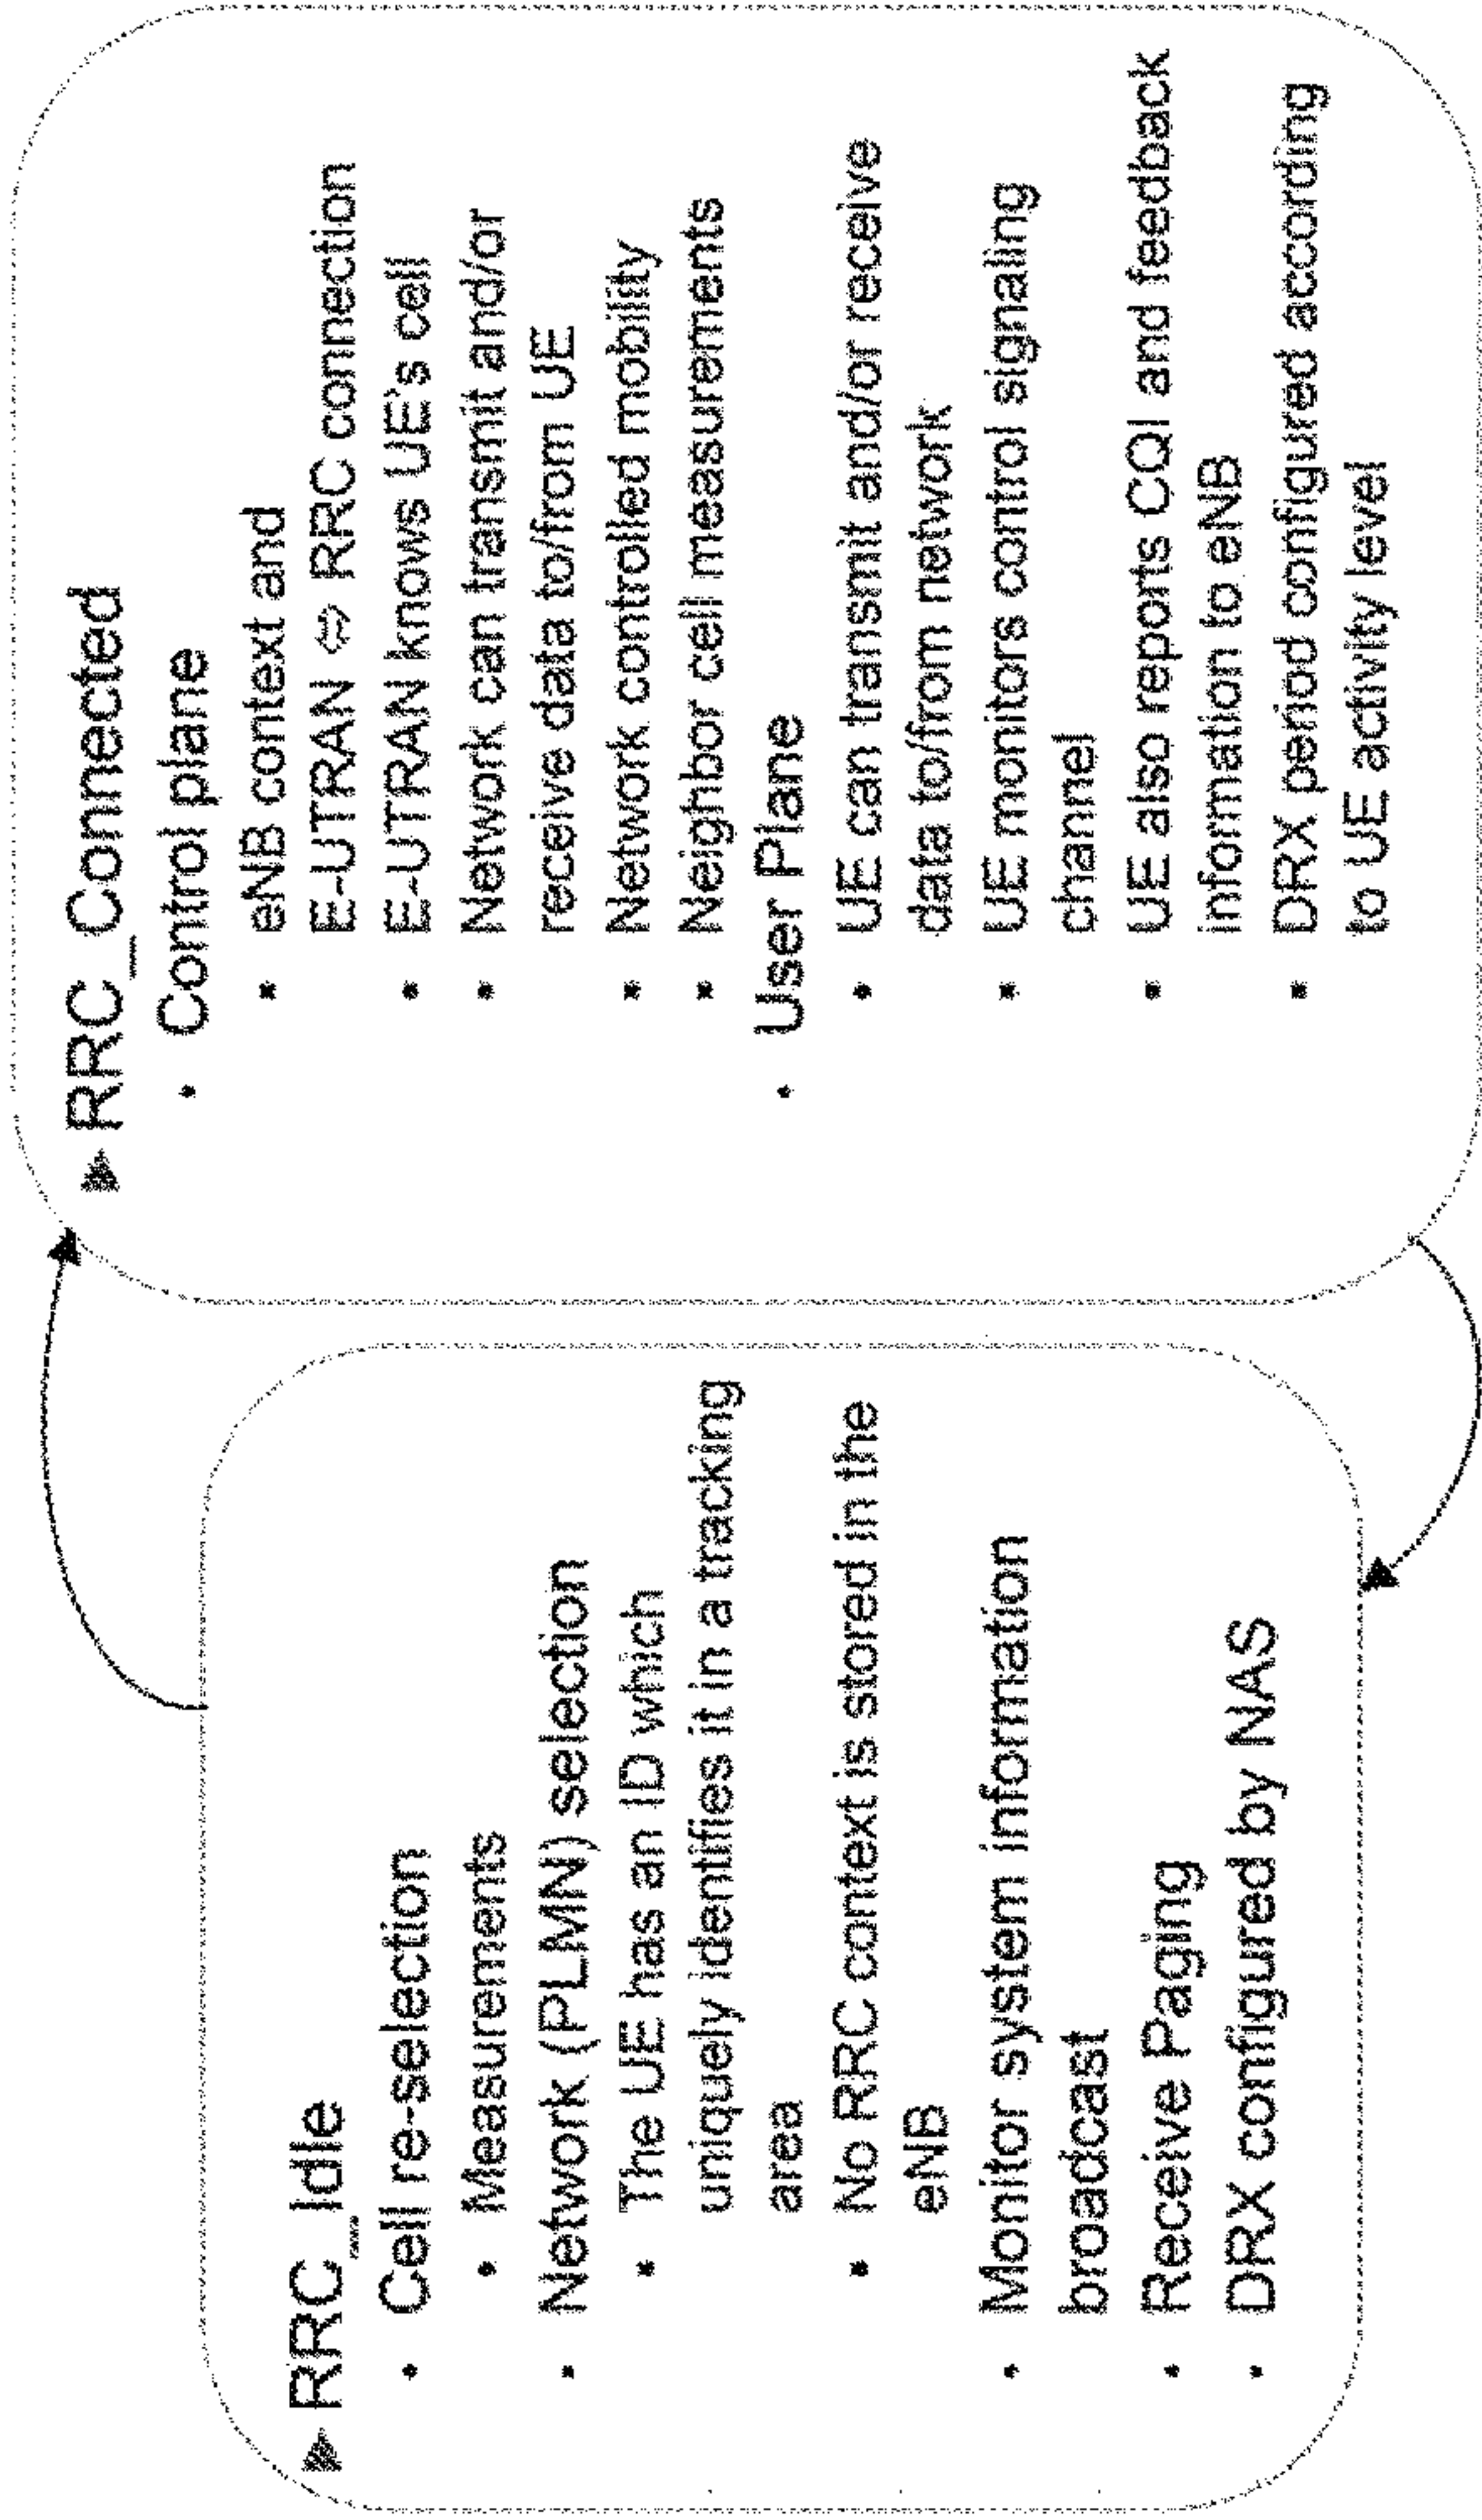 RRC_Idle
• Cell re-selection
• Measurements
• Network (PLMN) selection
• The UE has an ID which
uniquely identifies it in a tracking
area
• No RRC context is stored in the
eNB
• Monitor system information
broadcast
• Receive Paging
• DRX configured by NAS
RRC_Connected
• Control plane
• eNB context and
E-UTRAN ⇔ RRC connection
• E-UTRAN knows UE's cell
• Network can transmit and/or
receive data to/from UE
• Network controlled mobility
• Neighbor cell measurements
• User Plane
• UE can transmit and/or receive
data to/from network
• UE monitors control signaling
channel
• UE also reports CQI and feedback
information to eNB
• DRX period configured according
to UE activity level